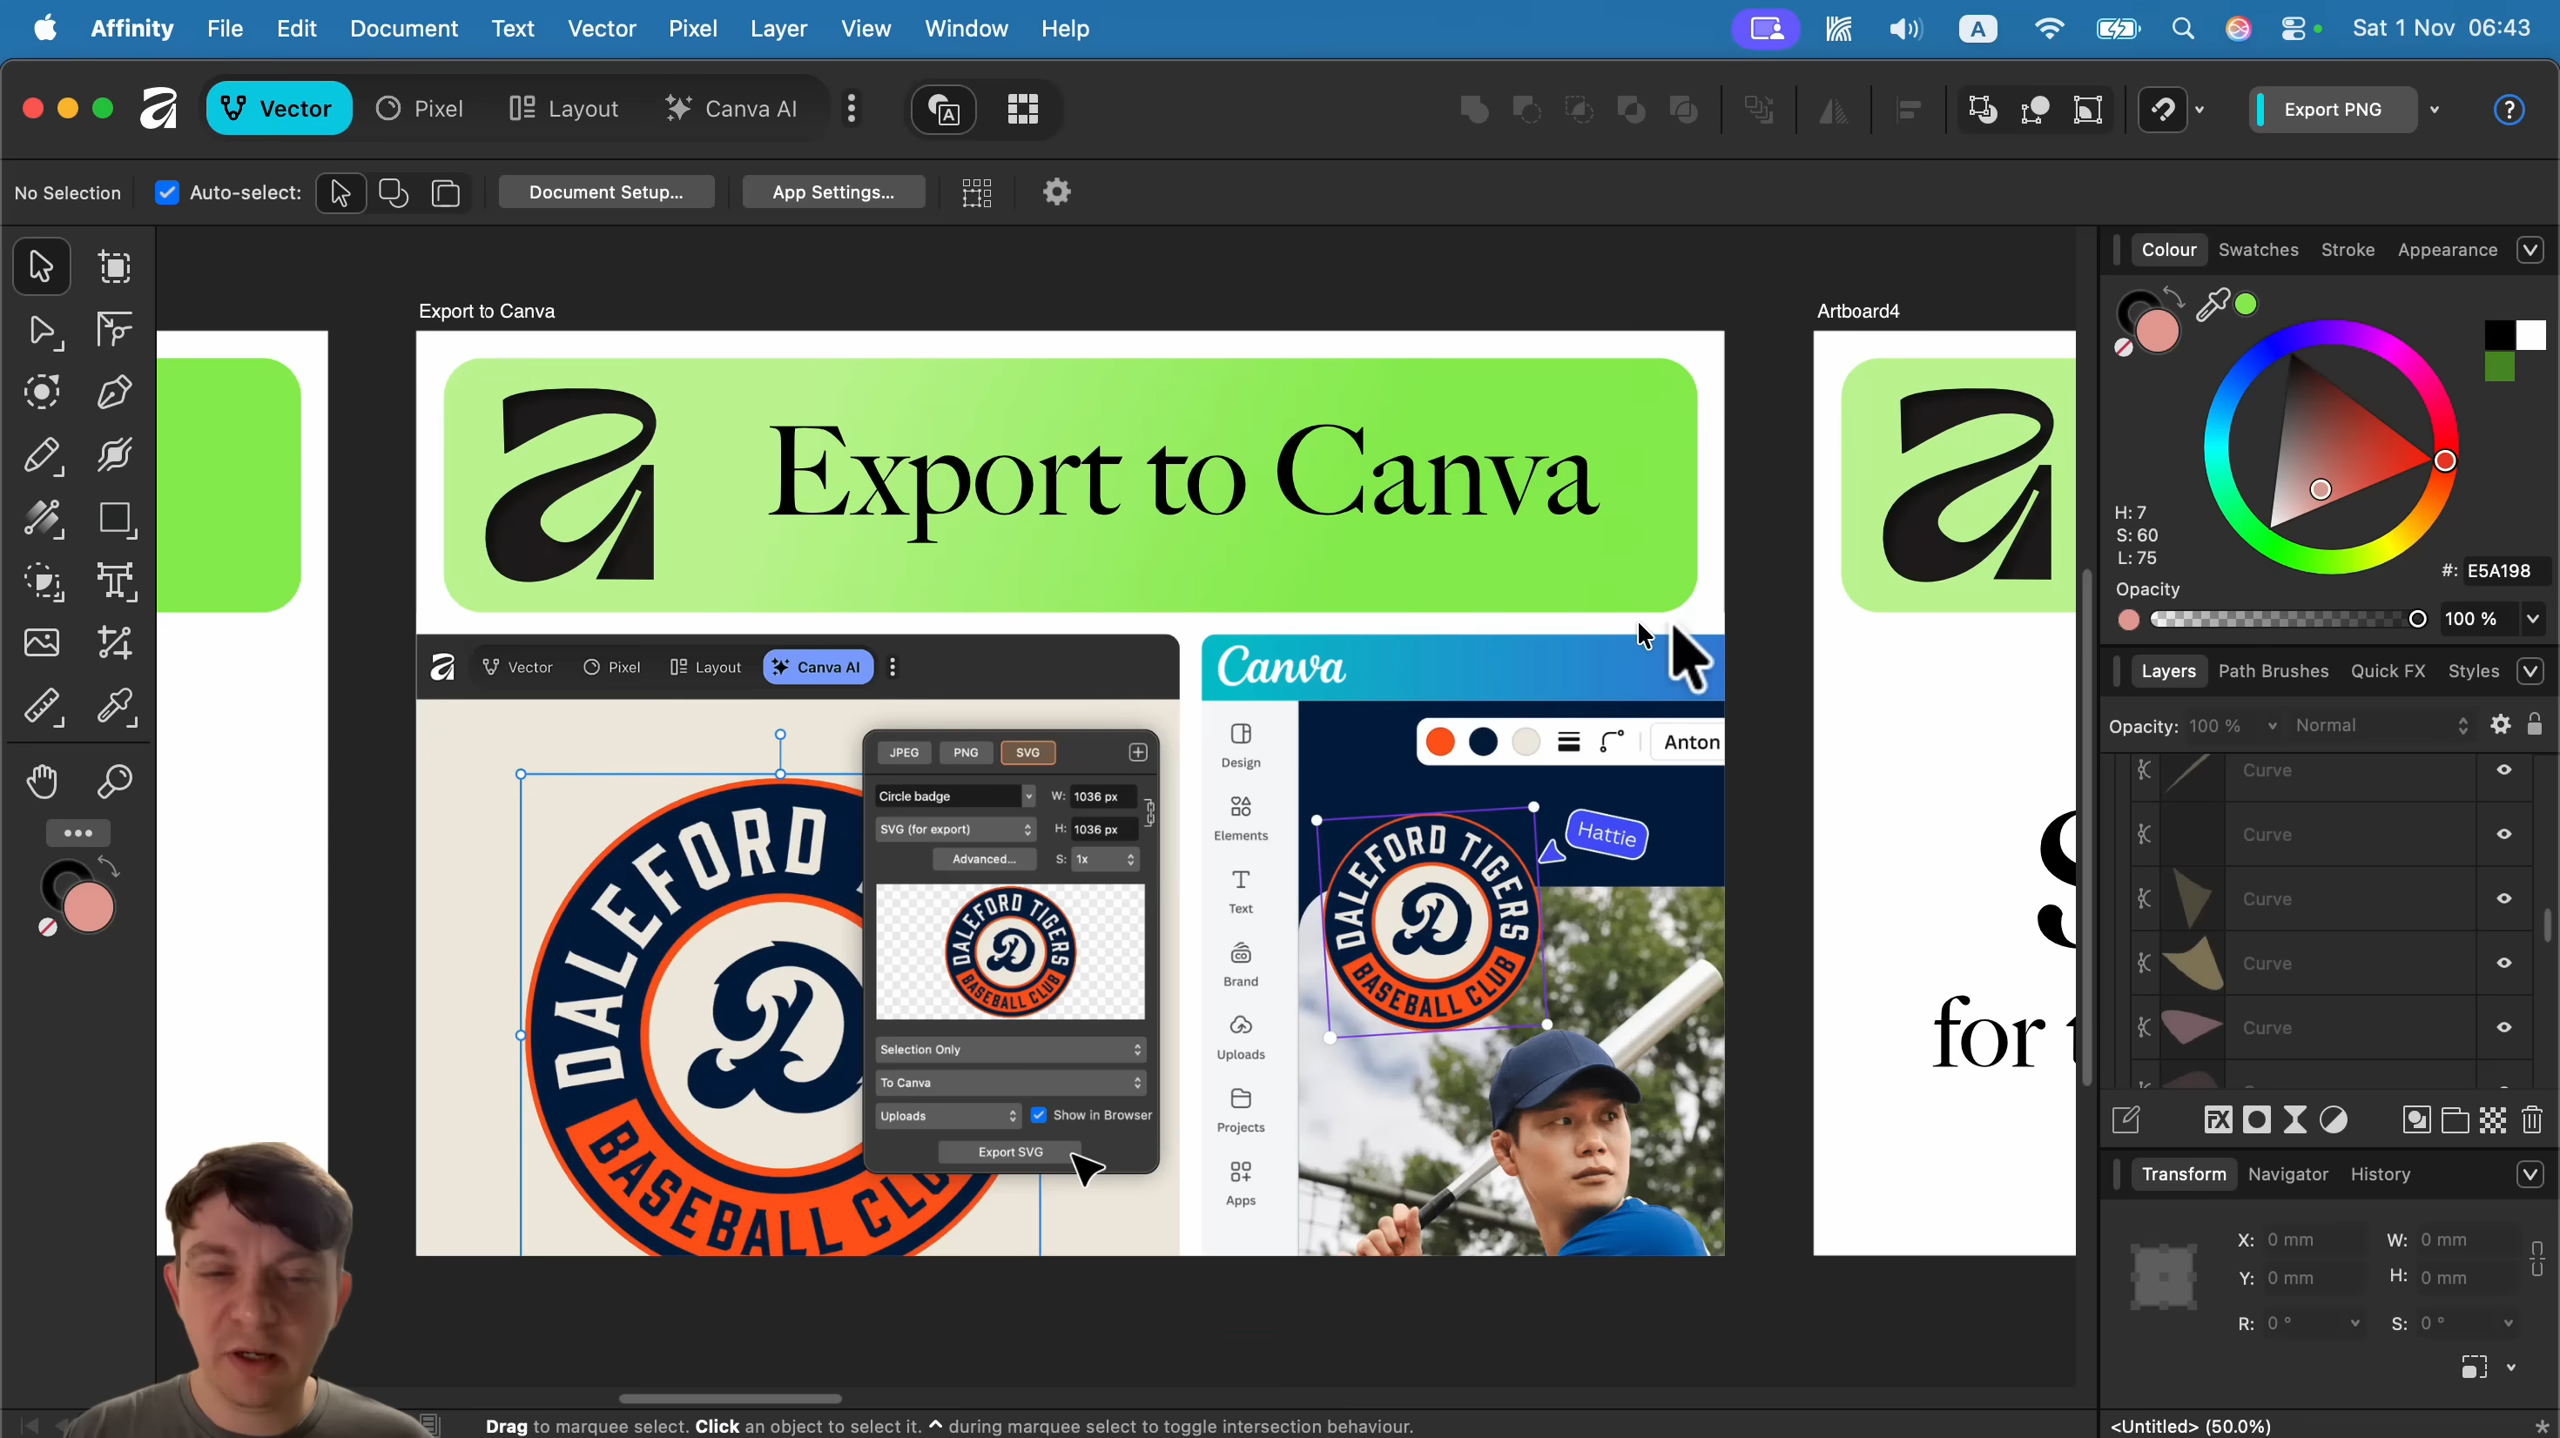 Affinity File Edit Document Text Vector Pixel Layer View Window Help
A
Sat 1 Nov 06:43
Vector Pixel Layout Canva AI
A
Export PNG
?
No Selection Auto-select: Document Setup... App Settings...
Export to Canva
Artboard4
a Export to Canva
a
Vector Pixel Layout Canva AI
JPEG PNG SVG
Circle badge W: 1036 px
SVG (for export) H: 1036 px
Advanced... S: 1x
DALEFORD TIGERS
BASEBALL CLUB
D
Selection Only
To Canva
Uploads Show in Browser
Export SVG
DALEFORD
BASEBALL CLU
D
Canva
Design
Elements
Text
Brand
Uploads
Projects
Apps
Anton
Hattie
DALEFORD TIGERS
BASEBALL CLUB
D
for t
Colour Swatches Stroke Appearance
H: 7
S: 60
L: 75
#: E5A198
Opacity
100 %
Layers Path Brushes Quick FX Styles
Opacity: 100 % Normal
Curve
Curve
Curve
Curve
Curve
FX
Transform Navigator History
X: 0 mm W: 0 mm
Y: 0 mm H: 0 mm
R: 0 ° S: 0 °
Drag to marquee select. Click an object to select it. ^ during marquee select to toggle intersection behaviour.
<Untitled> (50.0%)